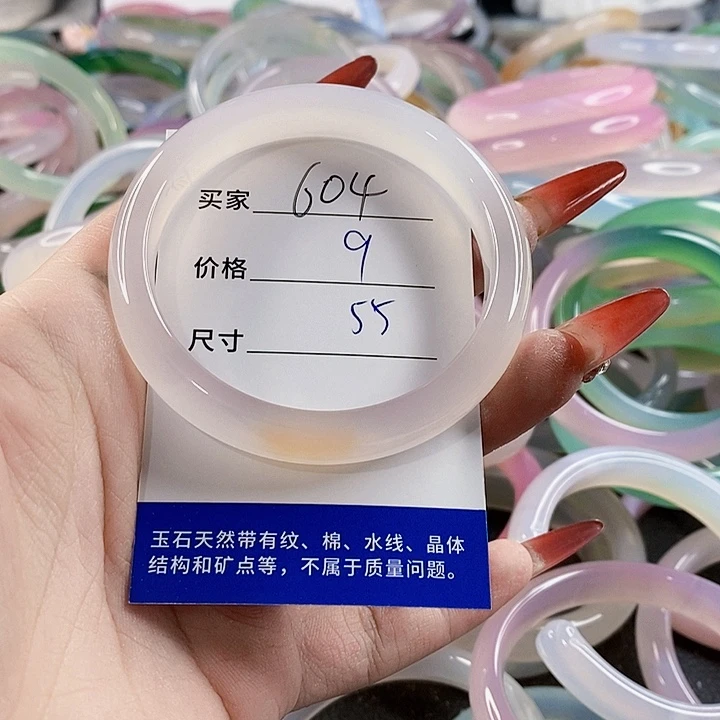 买家 604
价格 9
尺寸 55
玉石天然带有纹、棉、水线、晶体
结构和矿点等，不属于质量问题。